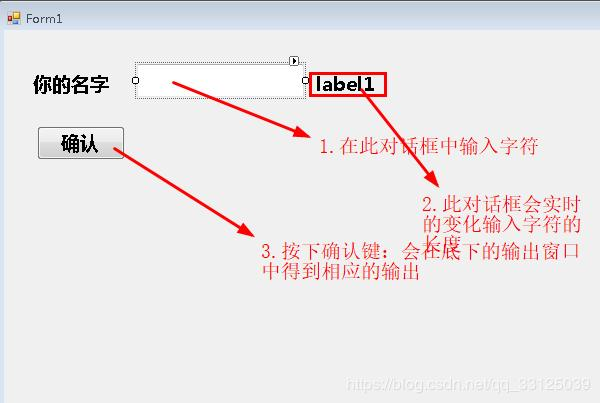 Form1
你的名字
label1
确认
1.在此对话框中输入字符
2.此对话框会实时
的变化输入字符的
长度
3.按下确认键：会在底下的输出窗口
中得到相应的输出
https://blog.csdn.net/qq_33125039